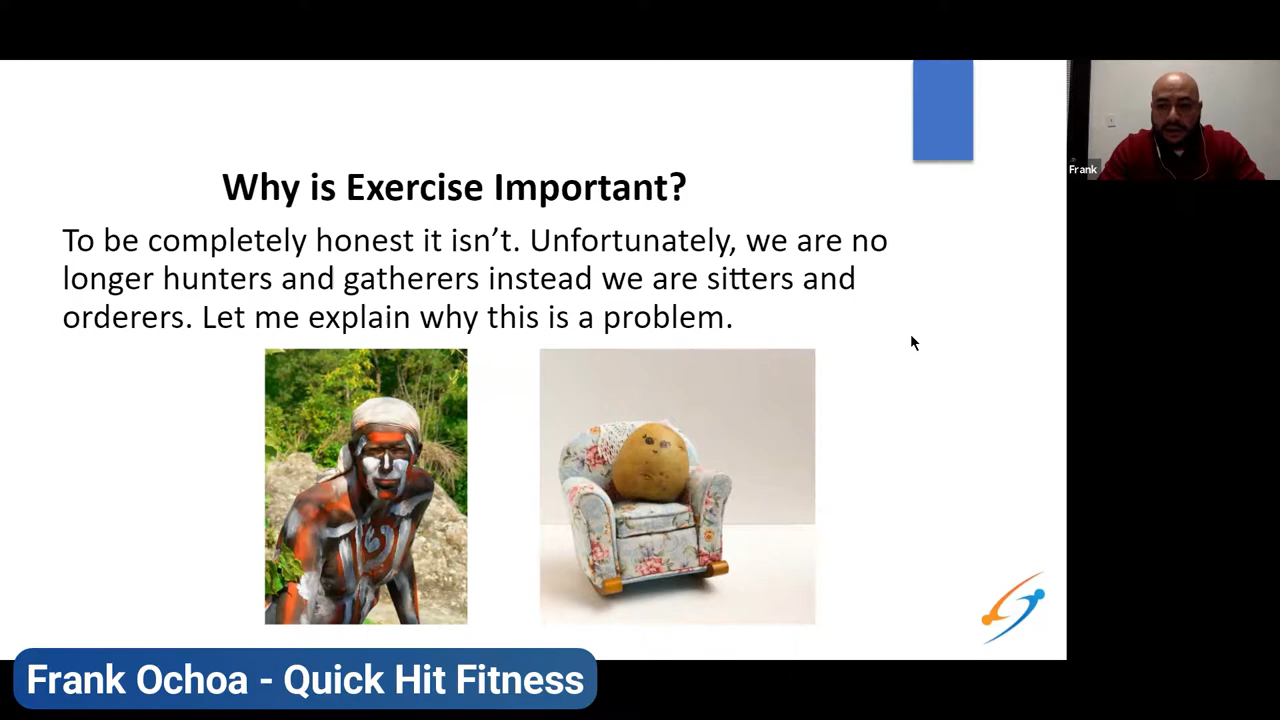 Why is Exercise Important?
To be completely honest it isn’t. Unfortunately, we are no
longer hunters and gatherers instead we are sitters and
orderers. Let me explain why this is a problem.
Frank
Frank Ochoa - Quick Hit Fitness